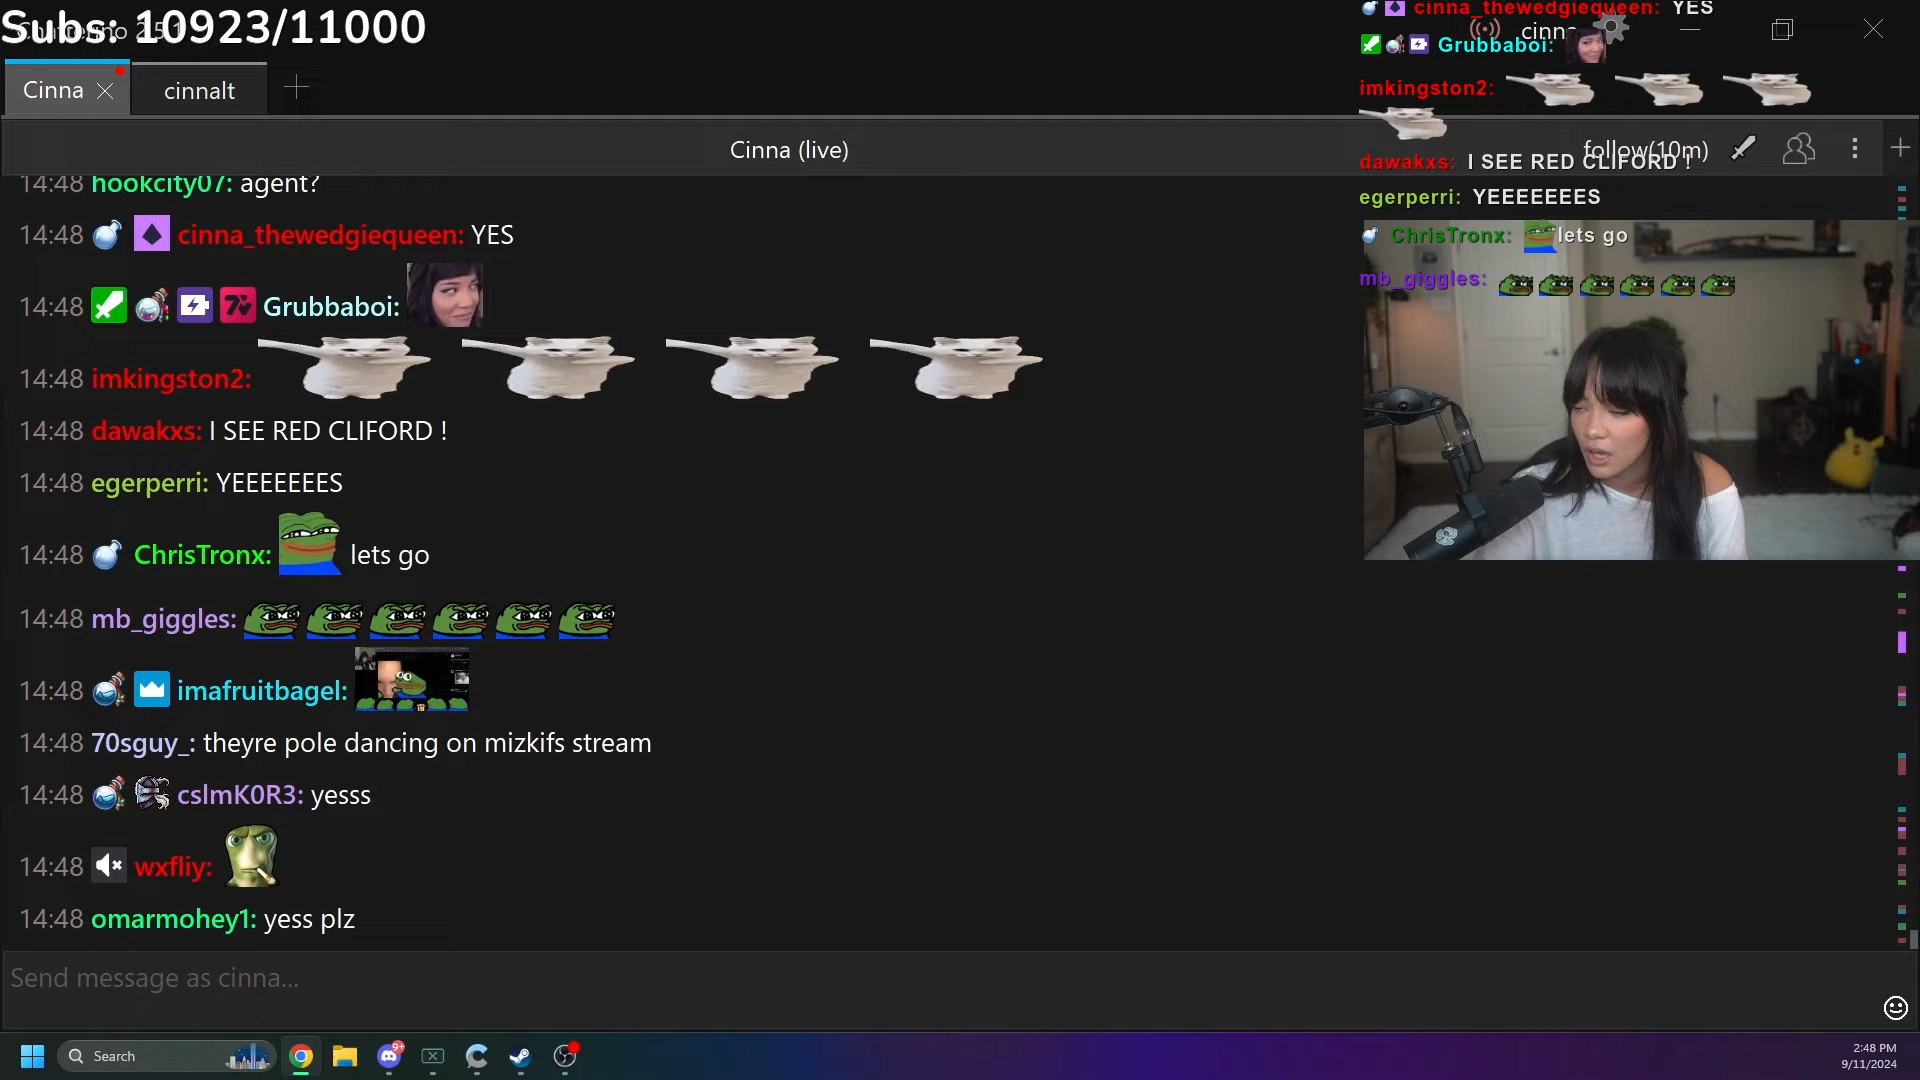 Subs: 10923/11000
cinna
Cinna
cinnalt
Cinna (live)
follow(10m)
14:48 hookcity07: agent?
14:48 cinna_thewedgiequeen: YES
14:48 Grubbaboi:
14:48 imkingston2:
14:48 dawakxs: I SEE RED CLIFORD !
14:48 egerperri: YEEEEEEES
14:48 ChrisTronx: lets go
14:48 mb_giggles:
14:48 imafruitbagel:
14:48 70sguy_: theyre pole dancing on mizkifs stream
14:48 cslmK0R3: yesss
14:48 wxfliy:
14:48 omarmohey1: yess plz
Send message as cinna...
cinna_thewedgiequeen: YES
Grubbaboi:
imkingston2:
dawakxs: I SEE RED CLIFORD !
egerperri: YEEEEEEES
ChrisTronx: lets go
mb_giggles:
Search
9+
2:48 PM
9/11/2024